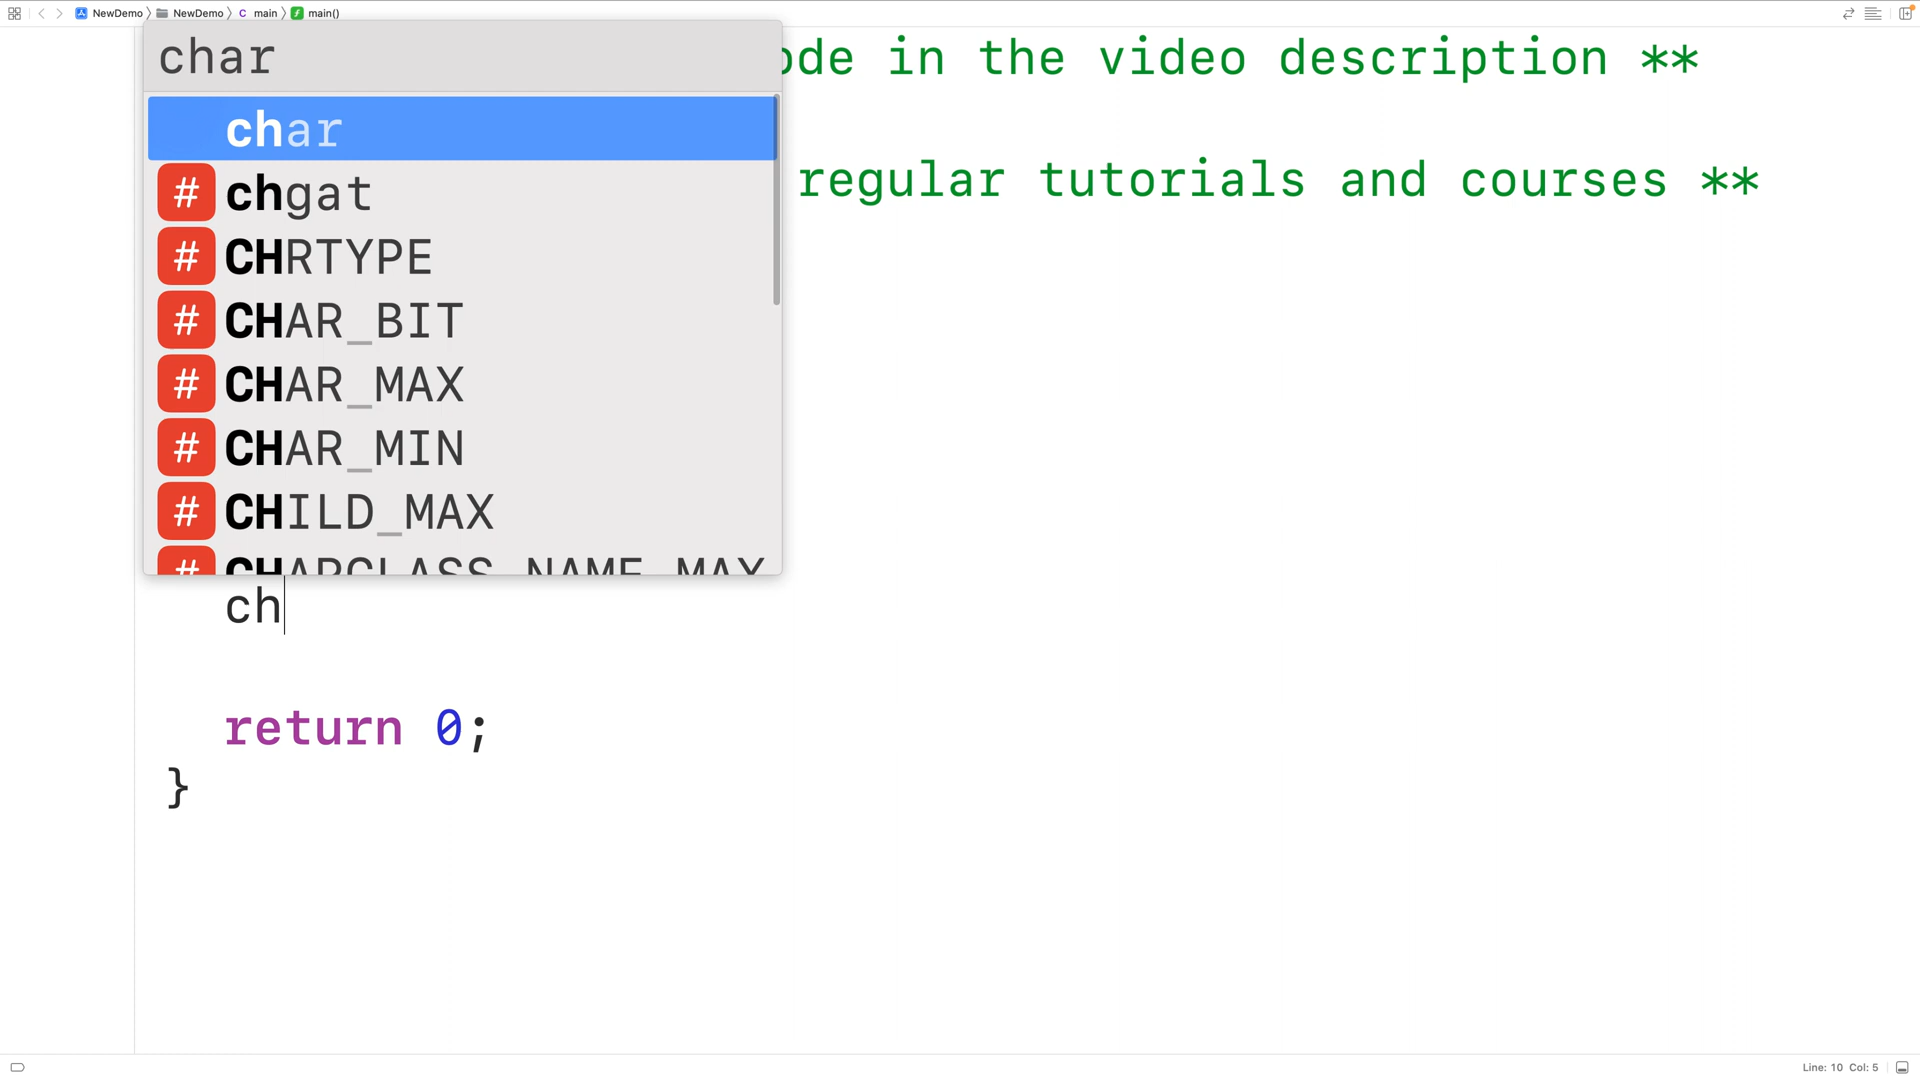 NewDemo NewDemo C main f main()
char
ode in the video description **
char
# chgat
regular tutorials and courses **
# CHRTYPE
# CHAR_BIT
# CHAR_MAX
# CHAR_MIN
# CHILD_MAX
# CHARCLASS_NAME_MAX
ch
return 0;
}
Line: 10 Col: 5